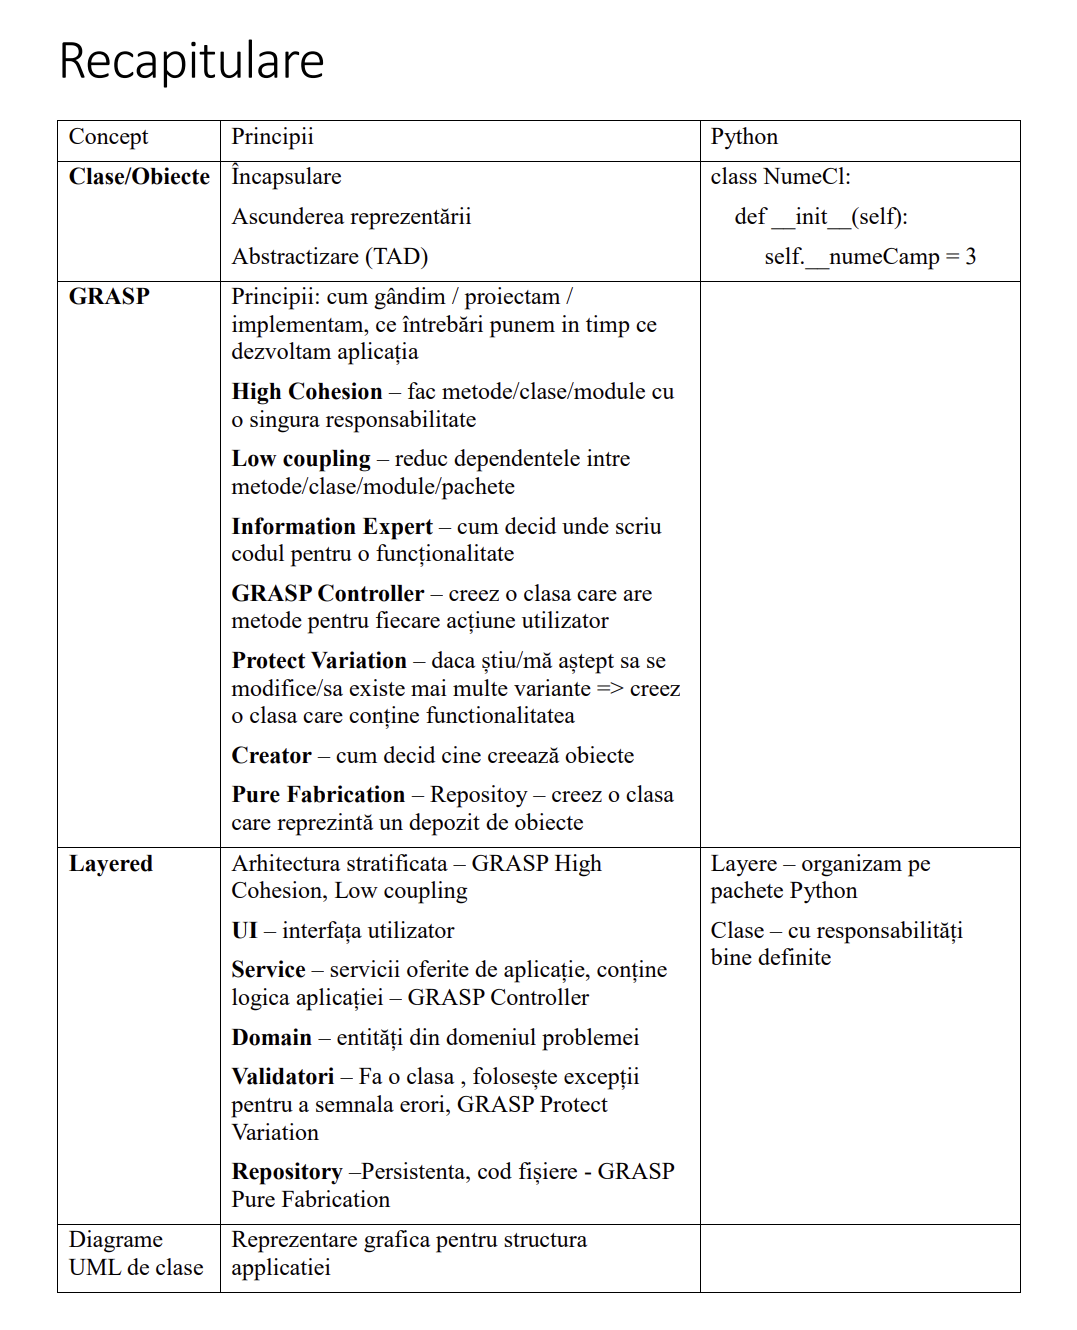 Recapitulare
Concept
Principii
Python
Clase/Obiecte
Încapsulare
Ascunderea reprezentării
Abstractizare (TAD)
class NumeCl:
def __init__(self):
self.__numeCamp = 3
GRASP
Principii: cum gândim / proiectam /
implementam, ce întrebări punem in timp ce
dezvoltam aplicația
High Cohesion – fac metode/clase/module cu
o singura responsabilitate
Low coupling – reduc dependentele intre
metode/clase/module/pachete
Information Expert – cum decid unde scriu
codul pentru o funcționalitate
GRASP Controller – creez o clasa care are
metode pentru fiecare acțiune utilizator
Protect Variation – daca știu/mă aștept sa se
modifice/sa existe mai multe variante => creez
o clasa care conține functionalitatea
Creator – cum decid cine creează obiecte
Pure Fabrication – Repositoy – creez o clasa
care reprezintă un depozit de obiecte
Layered
Arhitectura stratificata – GRASP High
Cohesion, Low coupling
UI – interfața utilizator
Service – servicii oferite de aplicație, conține
logica aplicației – GRASP Controller
Domain – entități din domeniul problemei
Validatori – Fa o clasa , folosește excepții
pentru a semnala erori, GRASP Protect
Variation
Repository –Persistenta, cod fișiere - GRASP
Pure Fabrication
Layere – organizam pe
pachete Python
Clase – cu responsabilități
bine definite
Diagrame
UML de clase
Reprezentare grafica pentru structura
applicatiei